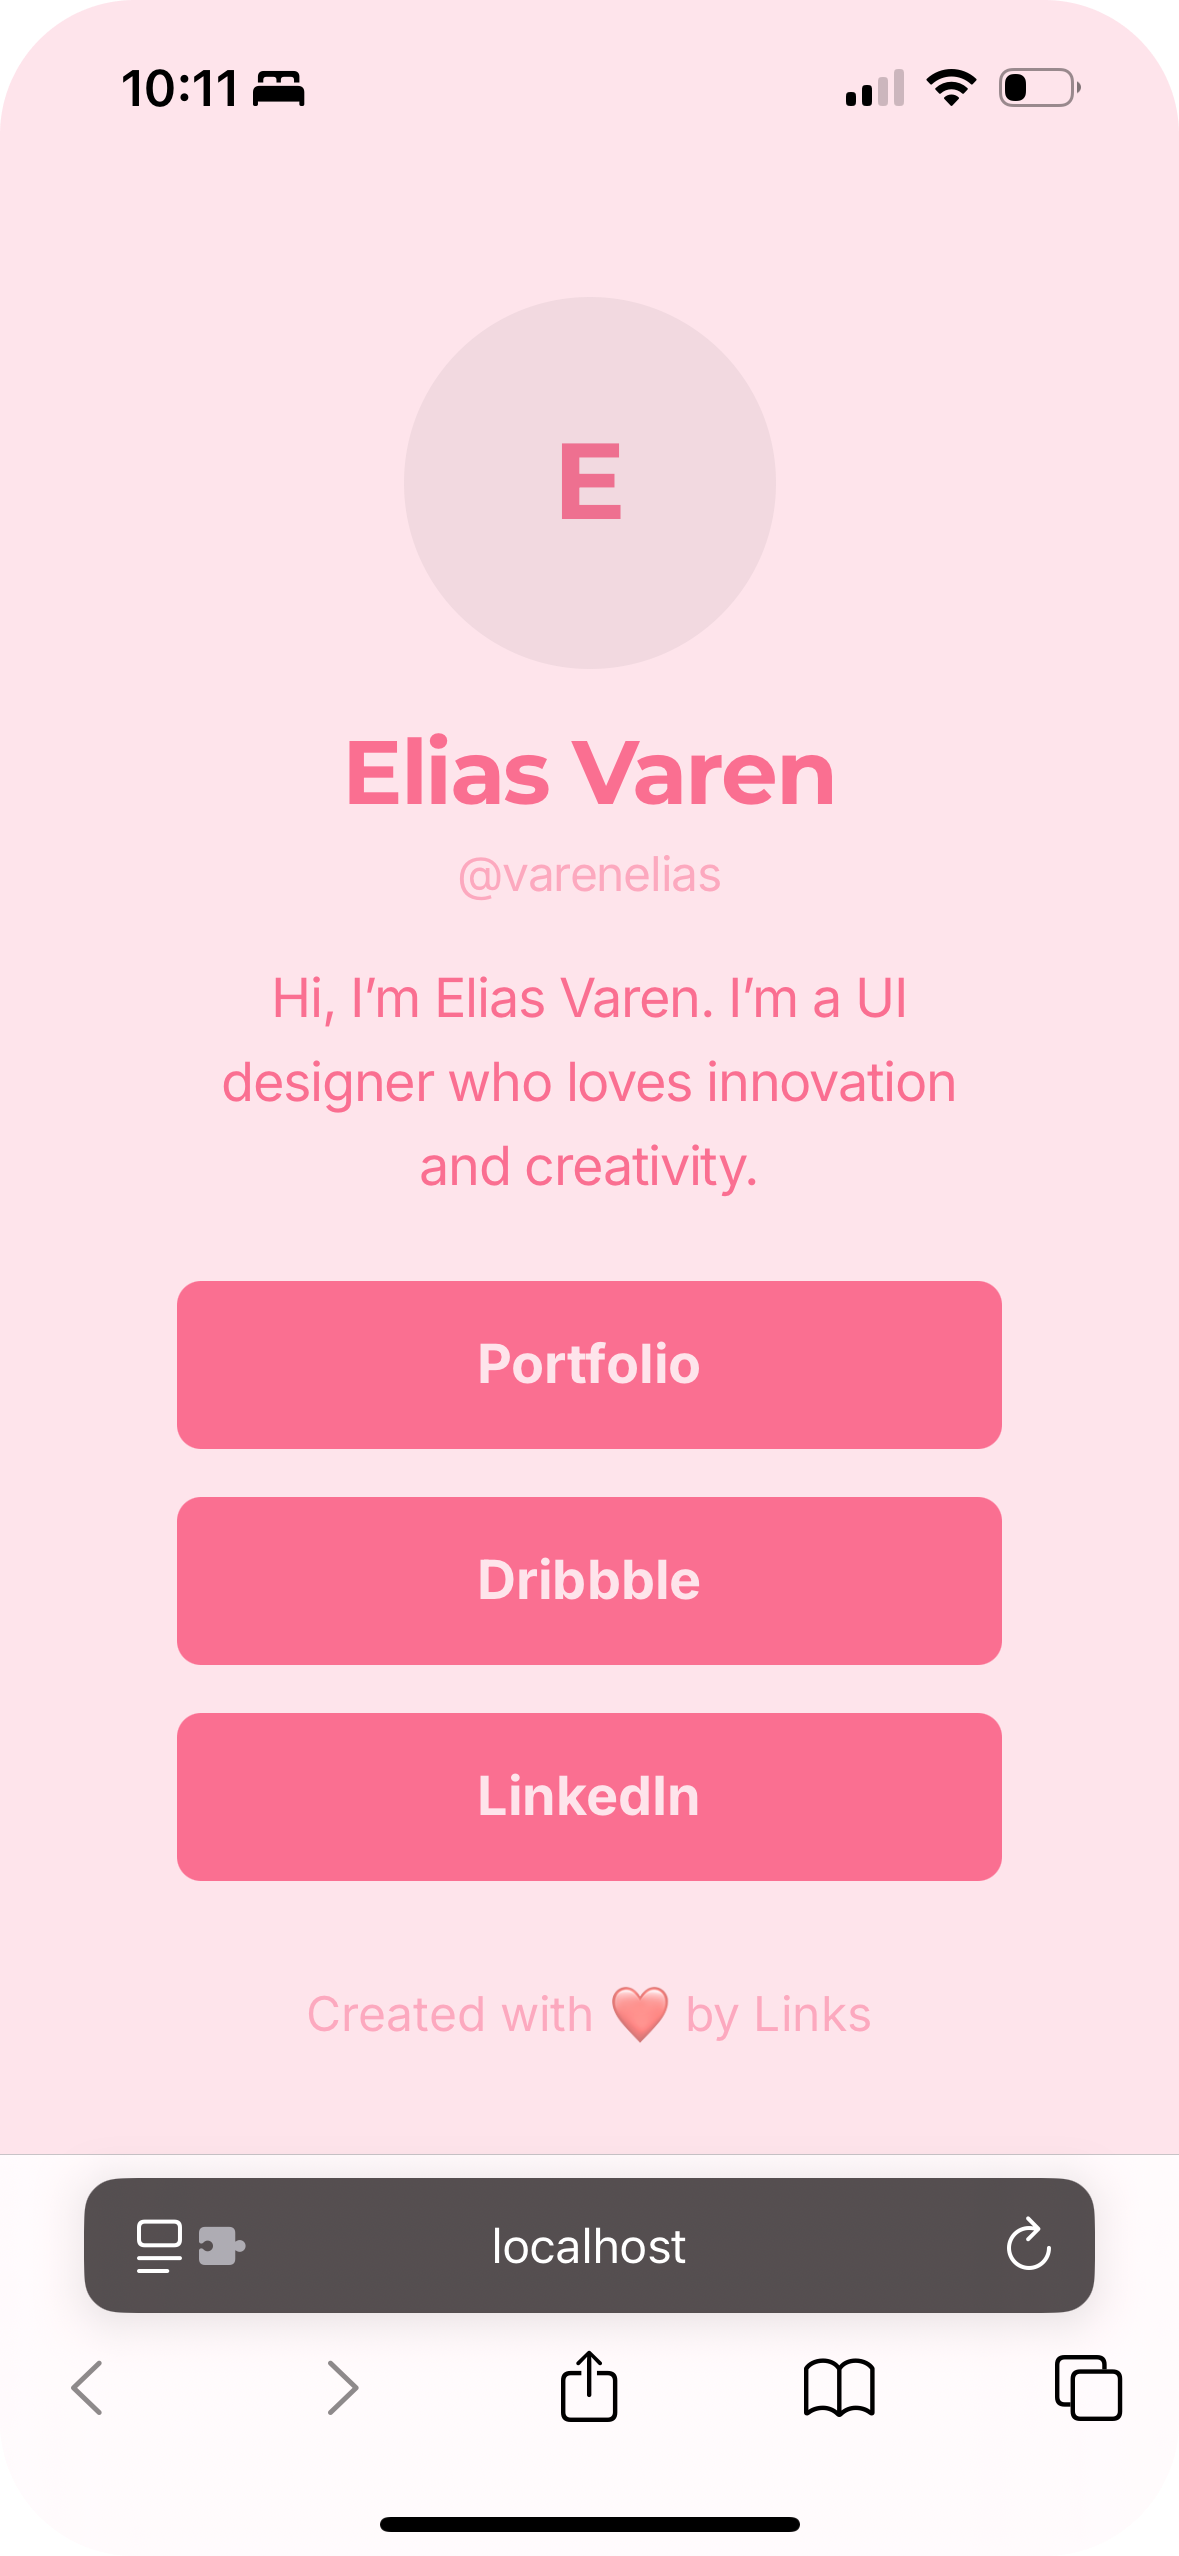 10:11
E
Elias Varen
@varenelias
Hi, I’m Elias Varen. I’m a UI
designer who loves innovation
and creativity.
Portfolio
Dribbble
LinkedIn
Created with ❤️ by Links
localhost